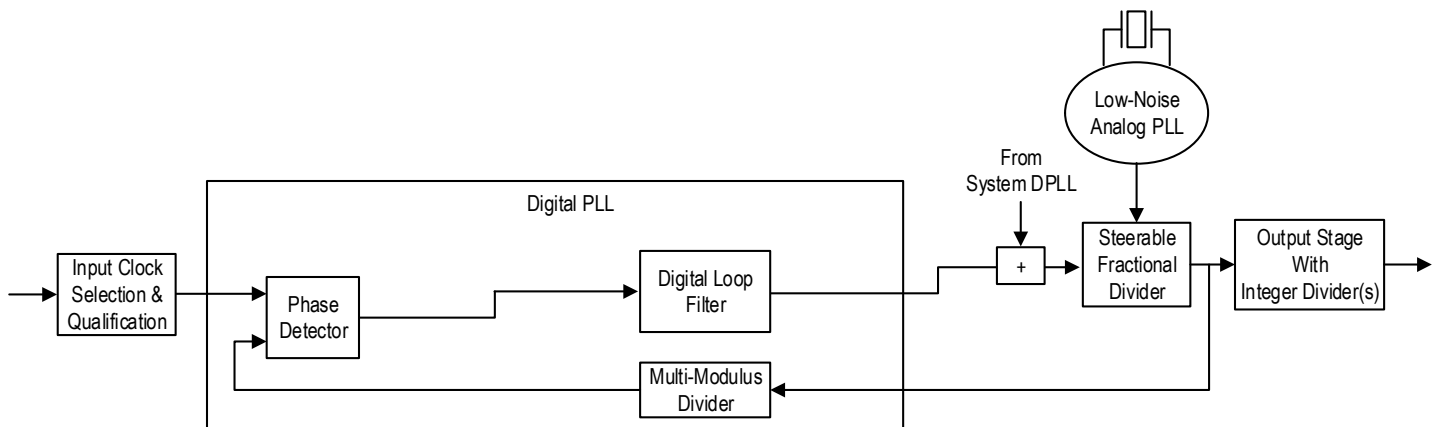 Low-Noise
Analog PLL
From
System DPLL
Digital PLL
Input Clock
Selection &
Qualification
Phase
Detector
Digital Loop
Filter
+
Steerable
Fractional
Divider
Output Stage
With
Integer Divider(s)
Multi-Modulus
Divider